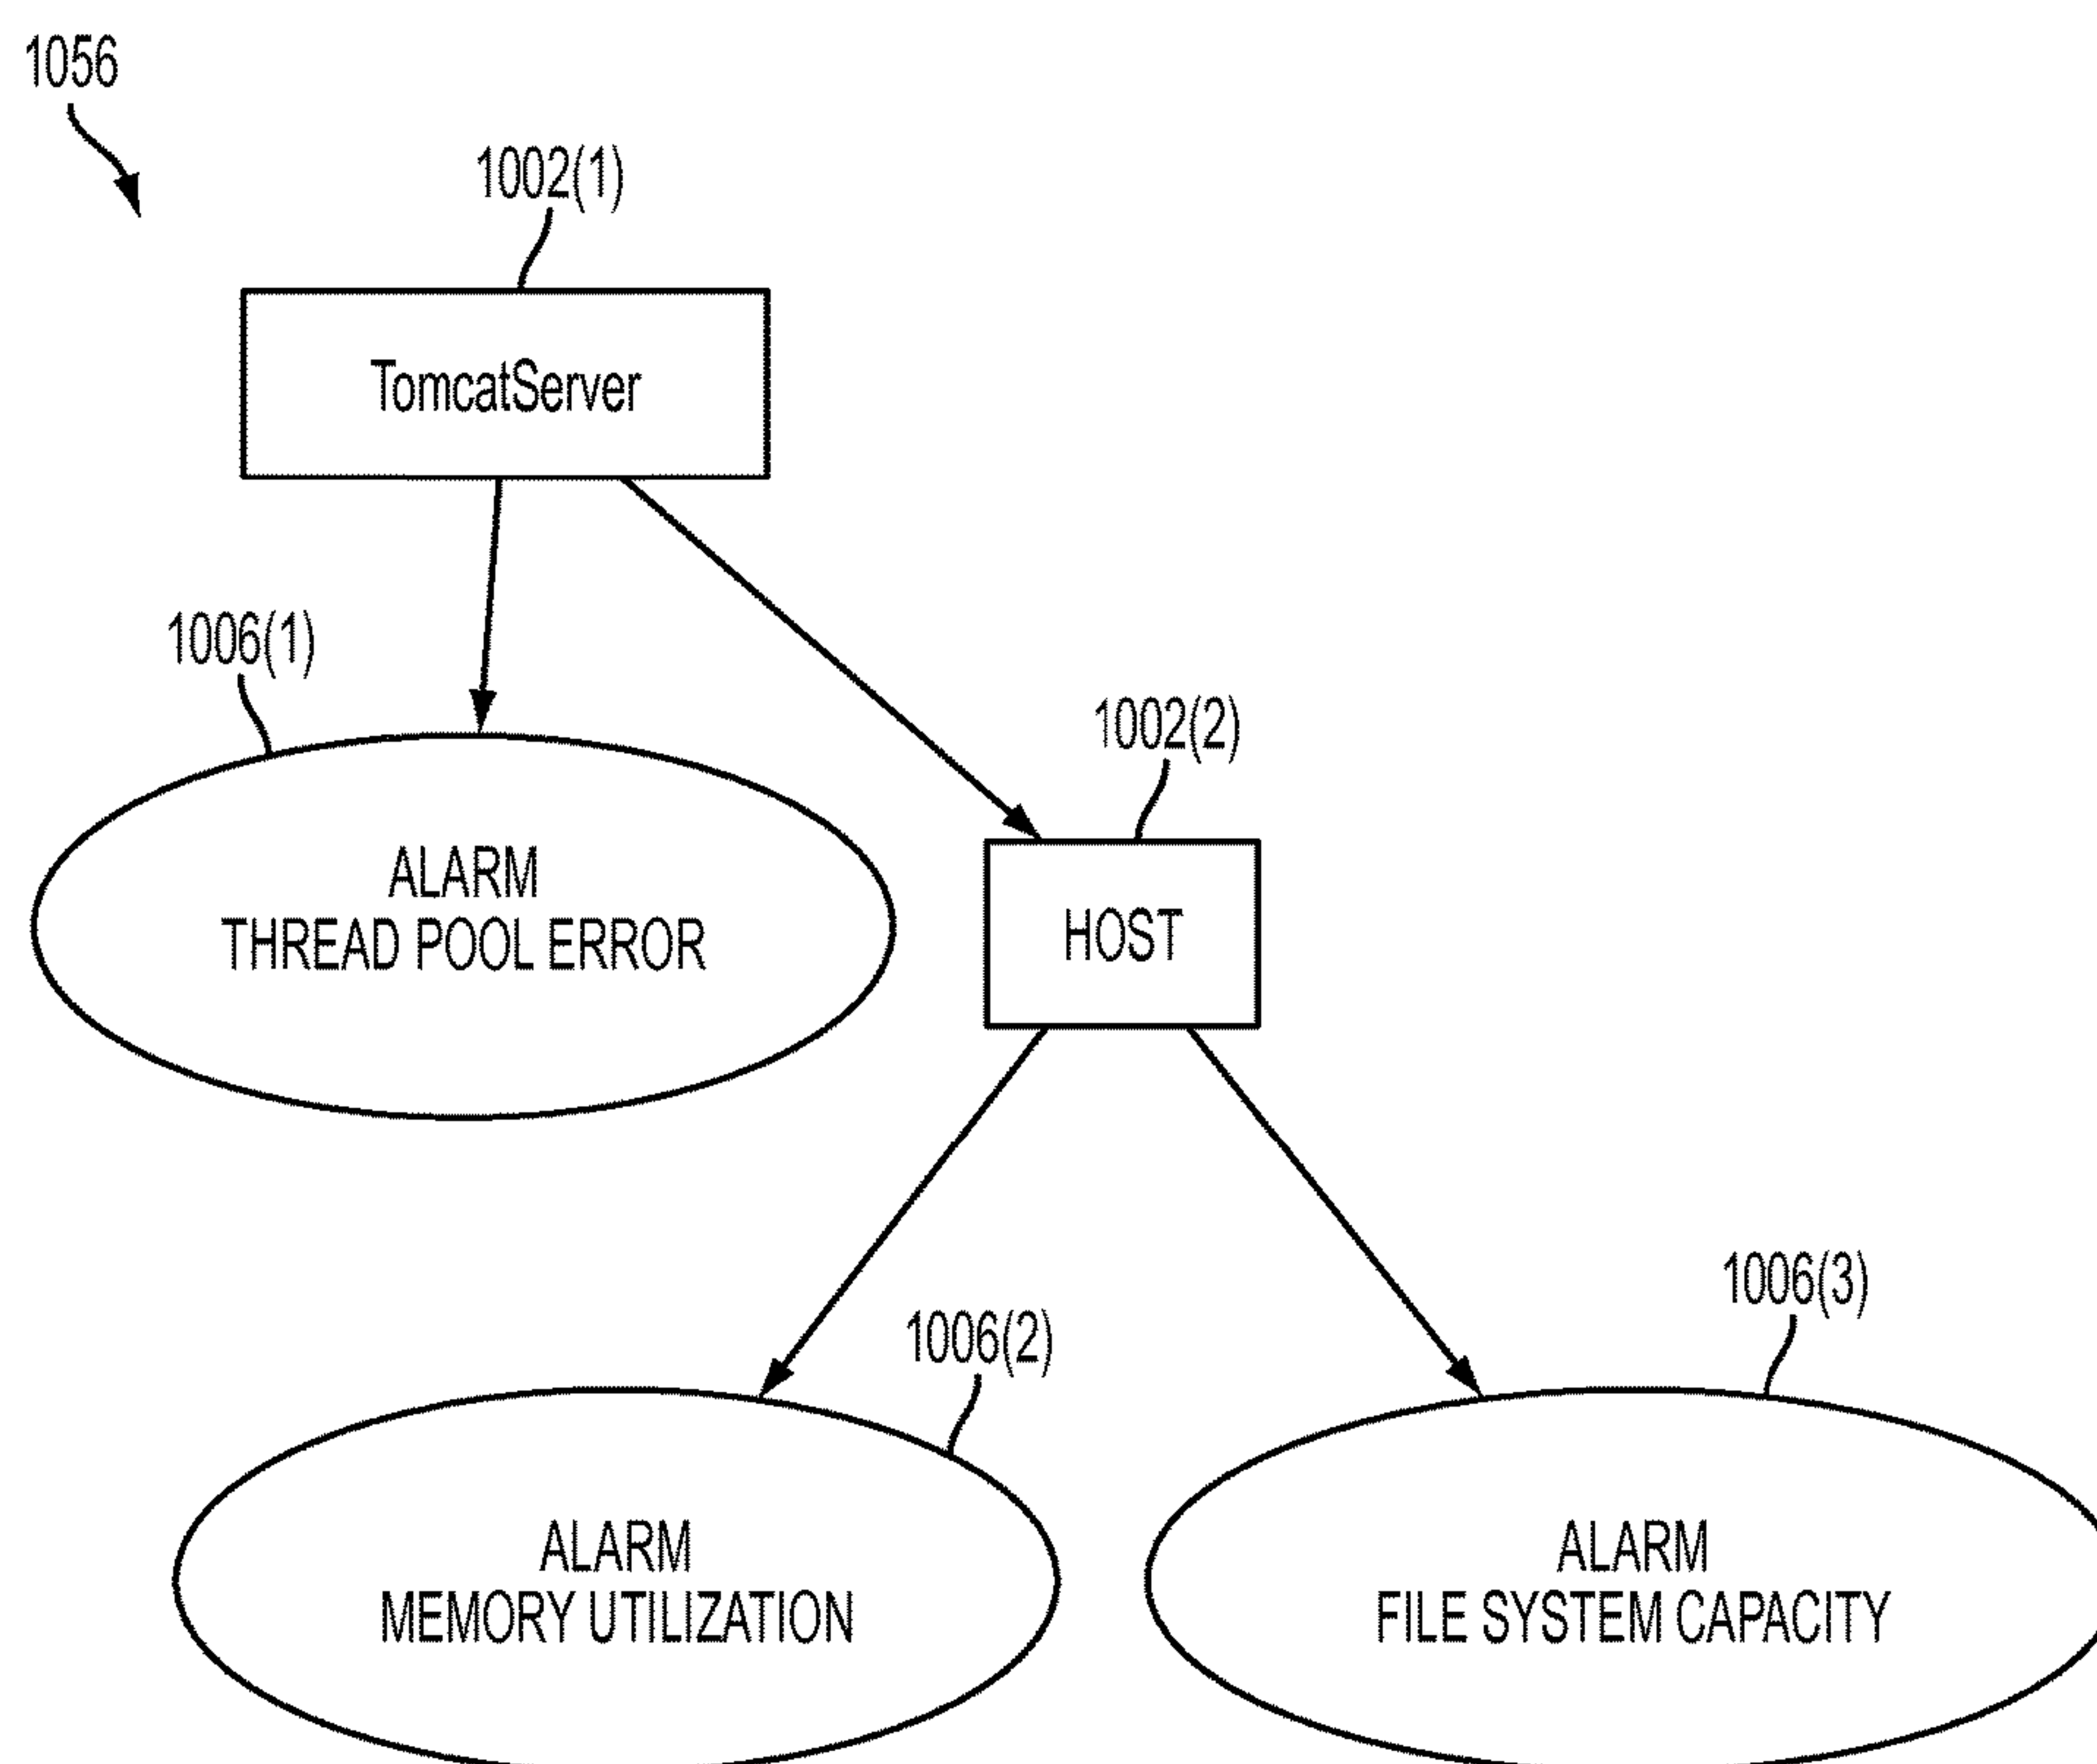 1056
1002(1)
TomcatServer
1006(1)
ALARM
THREAD POOL ERROR
1002(2)
HOST
1006(2)
ALARM
MEMORY UTILIZATION
1006(3)
ALARM
FILE SYSTEM CAPACITY